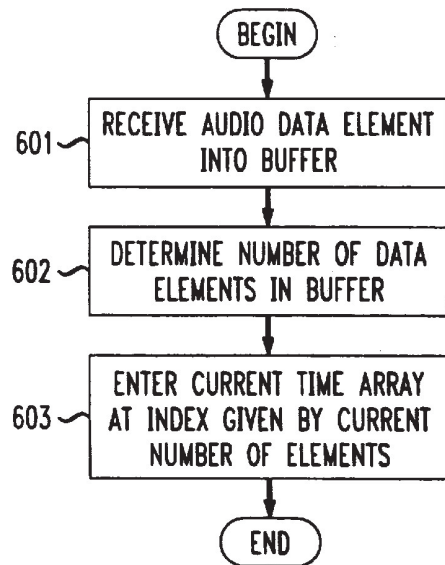 BEGIN
601
RECEIVE AUDIO DATA ELEMENT
INTO BUFFER
602
DETERMINE NUMBER OF DATA
ELEMENTS IN BUFFER
603
ENTER CURRENT TIME ARRAY
AT INDEX GIVEN BY CURRENT
NUMBER OF ELEMENTS
END